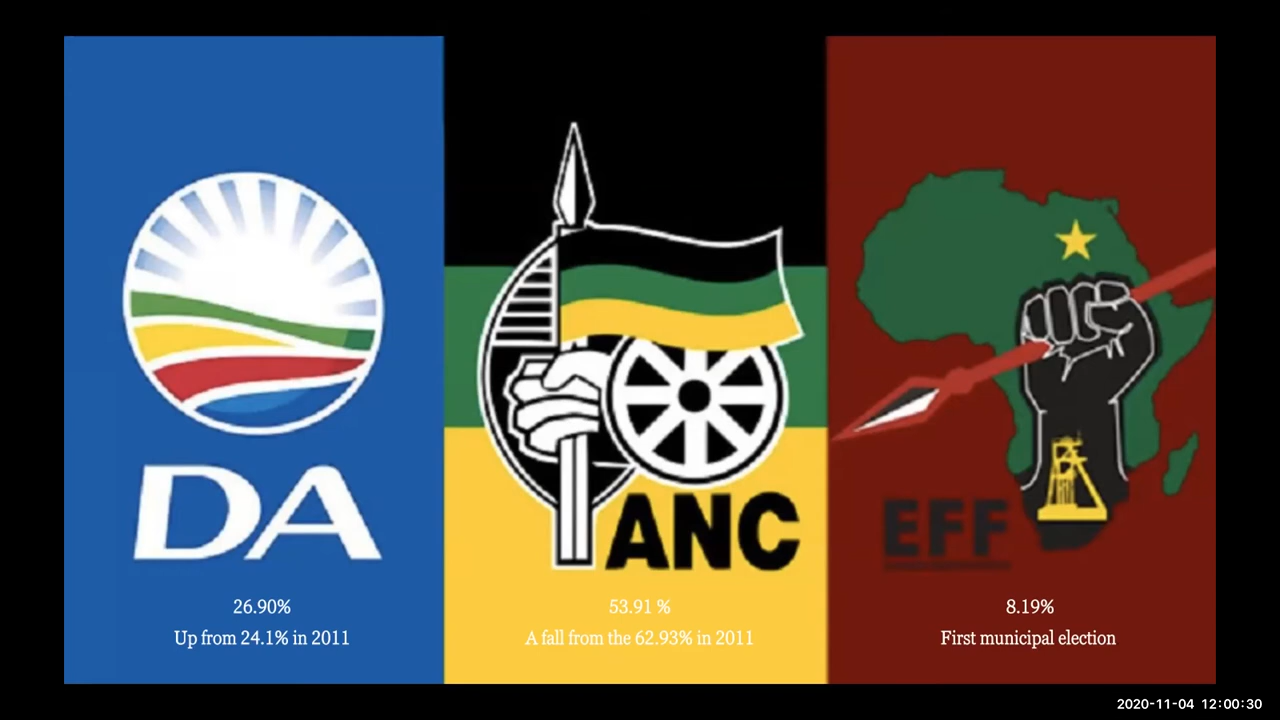 DA
26.90%
Up from 24.1% in 2011
ANC
53.91 %
A fall from the 62.93% in 2011
EFF
8.19%
First municipal election
2020-11-04 12:00:30